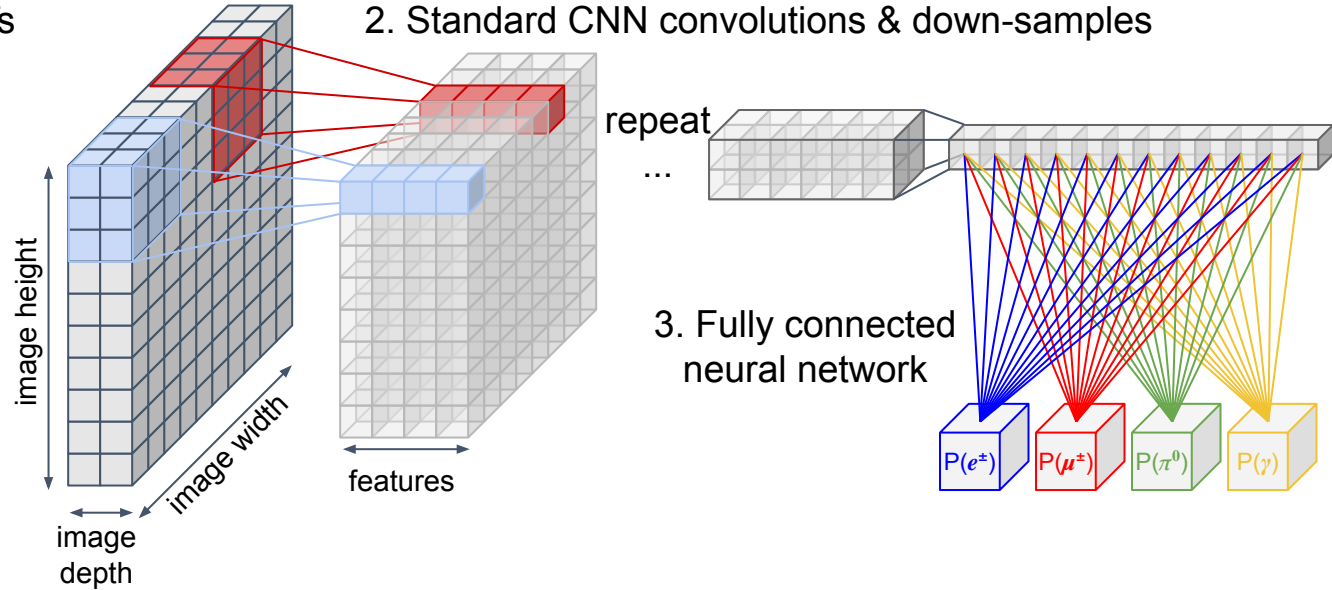 2. Standard CNN convolutions & down-samples
repeat
...
image height
image width
image
depth
features
3. Fully connected
neural network
P(e±)
P(μ±)
P(π⁰)
P(γ)